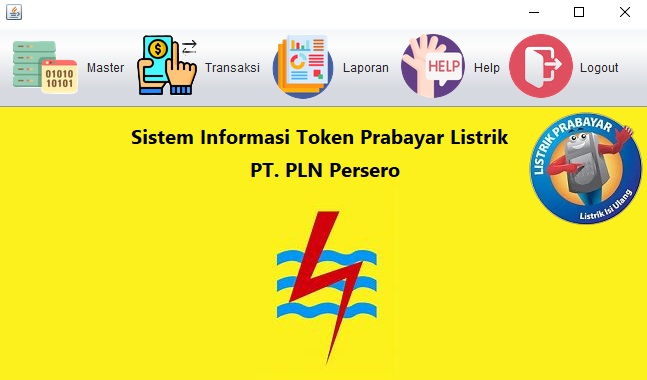 01010
10101
Master
Transaksi
Laporan
HELP
Help
Logout
Sistem Informasi Token Prabayar Listrik
PT. PLN Persero
LISTRIK PRABAYAR
Listrik Isi Ulang